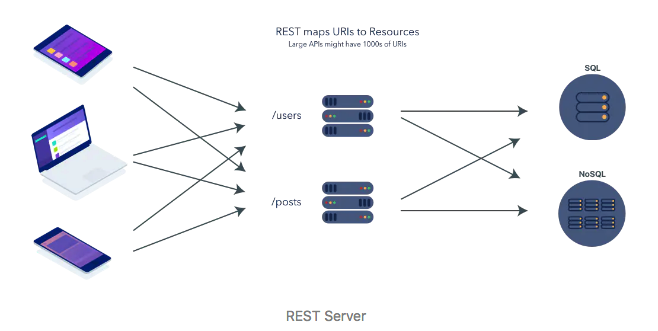 REST maps URIs to Resources
Large APIs might have 1000s of URIs
SQL
/users
NoSQL
/posts
REST Server